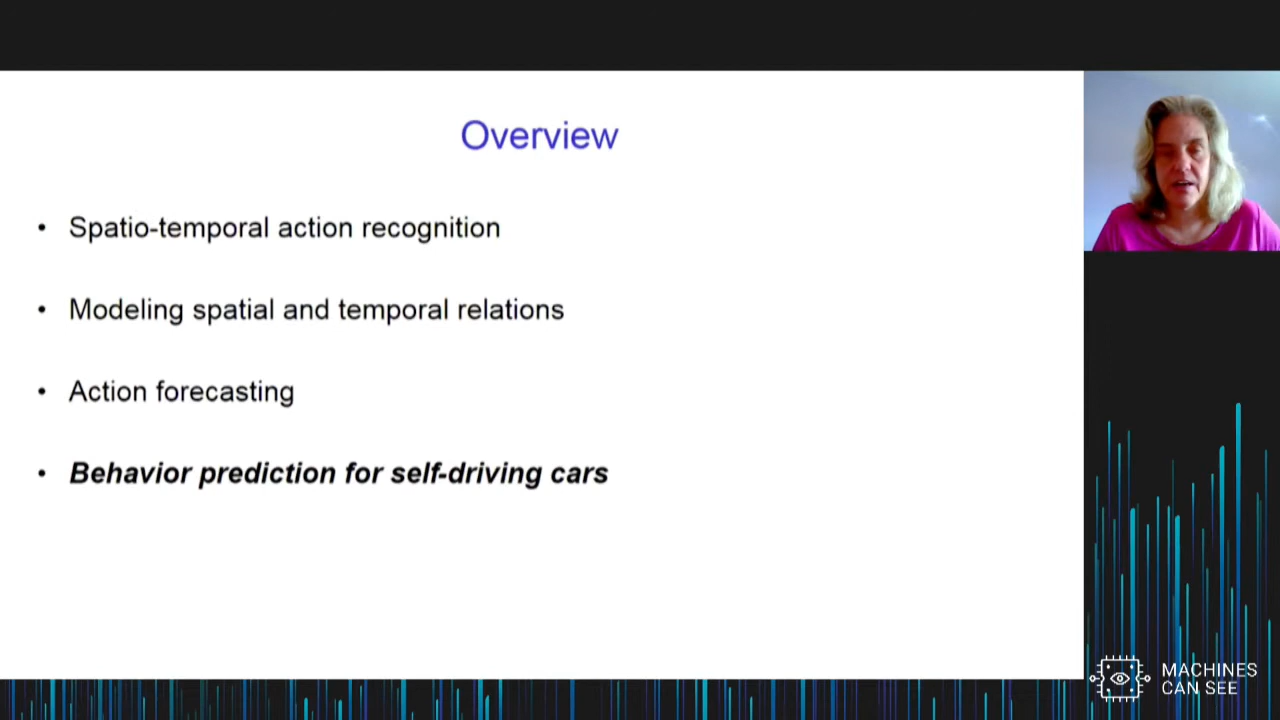 Overview
• Spatio-temporal action recognition
• Modeling spatial and temporal relations
• Action forecasting
• Behavior prediction for self-driving cars
MACHINES
CAN SEE